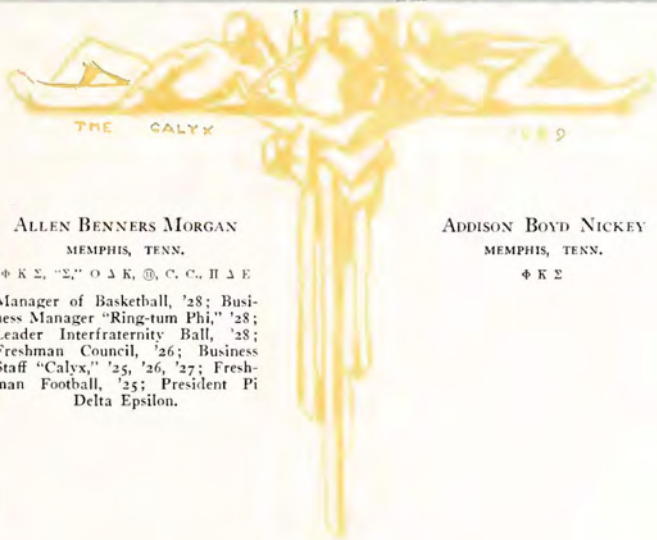 THE CALYX
ALLEN BENNERS MORGAN
MEMPHIS, TENN.
Φ Κ Σ, "Σ," Ο Δ Κ, ⑪, C. C., Π Δ Ε
Manager of Basketball, '28; Busi-
ness Manager "Ring-tum Phi," '28;
Leader Interfraternity Ball, '28;
Freshman Council, '26; Business
Staff "Calyx," '25, '26, '27; Fresh-
man Football, '25; President Pi
Delta Epsilon.
ADDISON BOYD NICKEY
MEMPHIS, TENN.
Φ Κ Σ